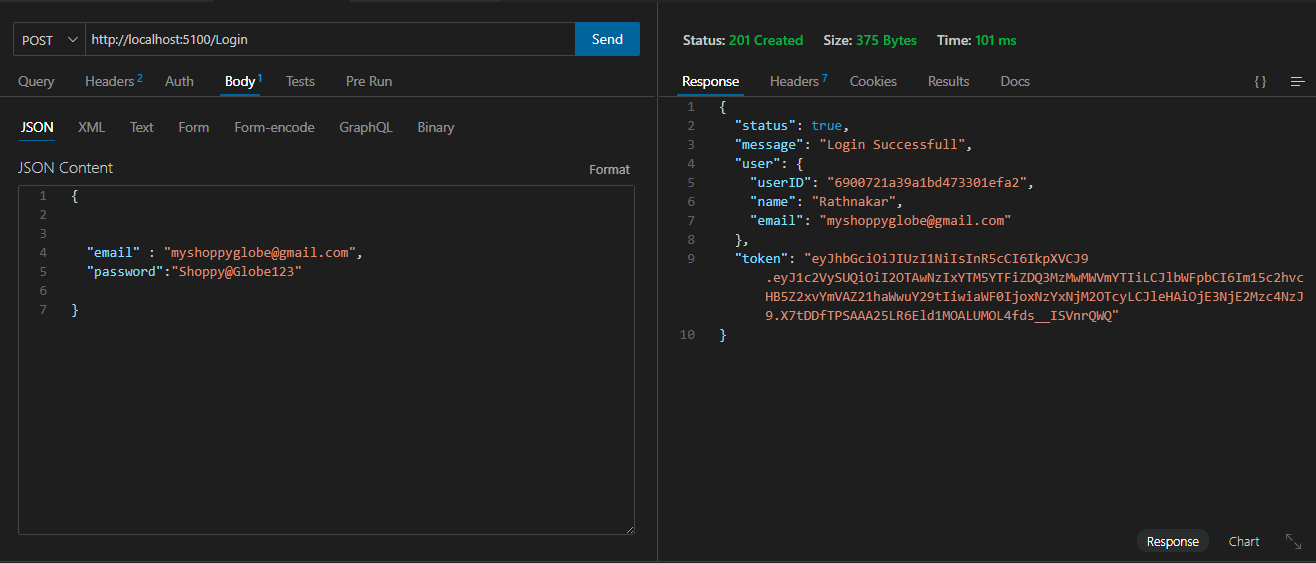 POST http://localhost:5100/Login Send
Query Headers 2 Auth Body 1 Tests Pre Run
JSON XML Text Form Form-encode GraphQL Binary
JSON Content Format
1 {
2
3
4 "email" : "myshoppyglobe@gmail.com",
5 "password":"Shoppy@Globe123"
6
7 }
Status: 201 Created Size: 375 Bytes Time: 101 ms
Response Headers 7 Cookies Results Docs {}
1 {
2 "status": true,
3 "message": "Login Successfull",
4 "user": {
5 "userID": "6900721a39a1bd473301efa2",
6 "name": "Rathnakar",
7 "email": "myshoppyglobe@gmail.com"
8 },
9 "token": "eyJhbGciOiJIUzI1NiIsInR5cCI6IkpXVCJ9
.eyJ1c2VySUQiOiI2OTAwNzIxYTM5YTFiZDQ3MzMwMWVmYTIiLCJlbWFpbCI6Im15c2hvc
HB5Z2xvYmVAZ21haWwuY29tIiwiaWF0IjoxNzYxNjM2OTcyLCJleHAiOjE3NjE2Mzc4NzJ
9.X7tDDfTPSAAA25LR6Eld1MOALUMOL4fds__ISVnrQWQ"
10 }
Response Chart